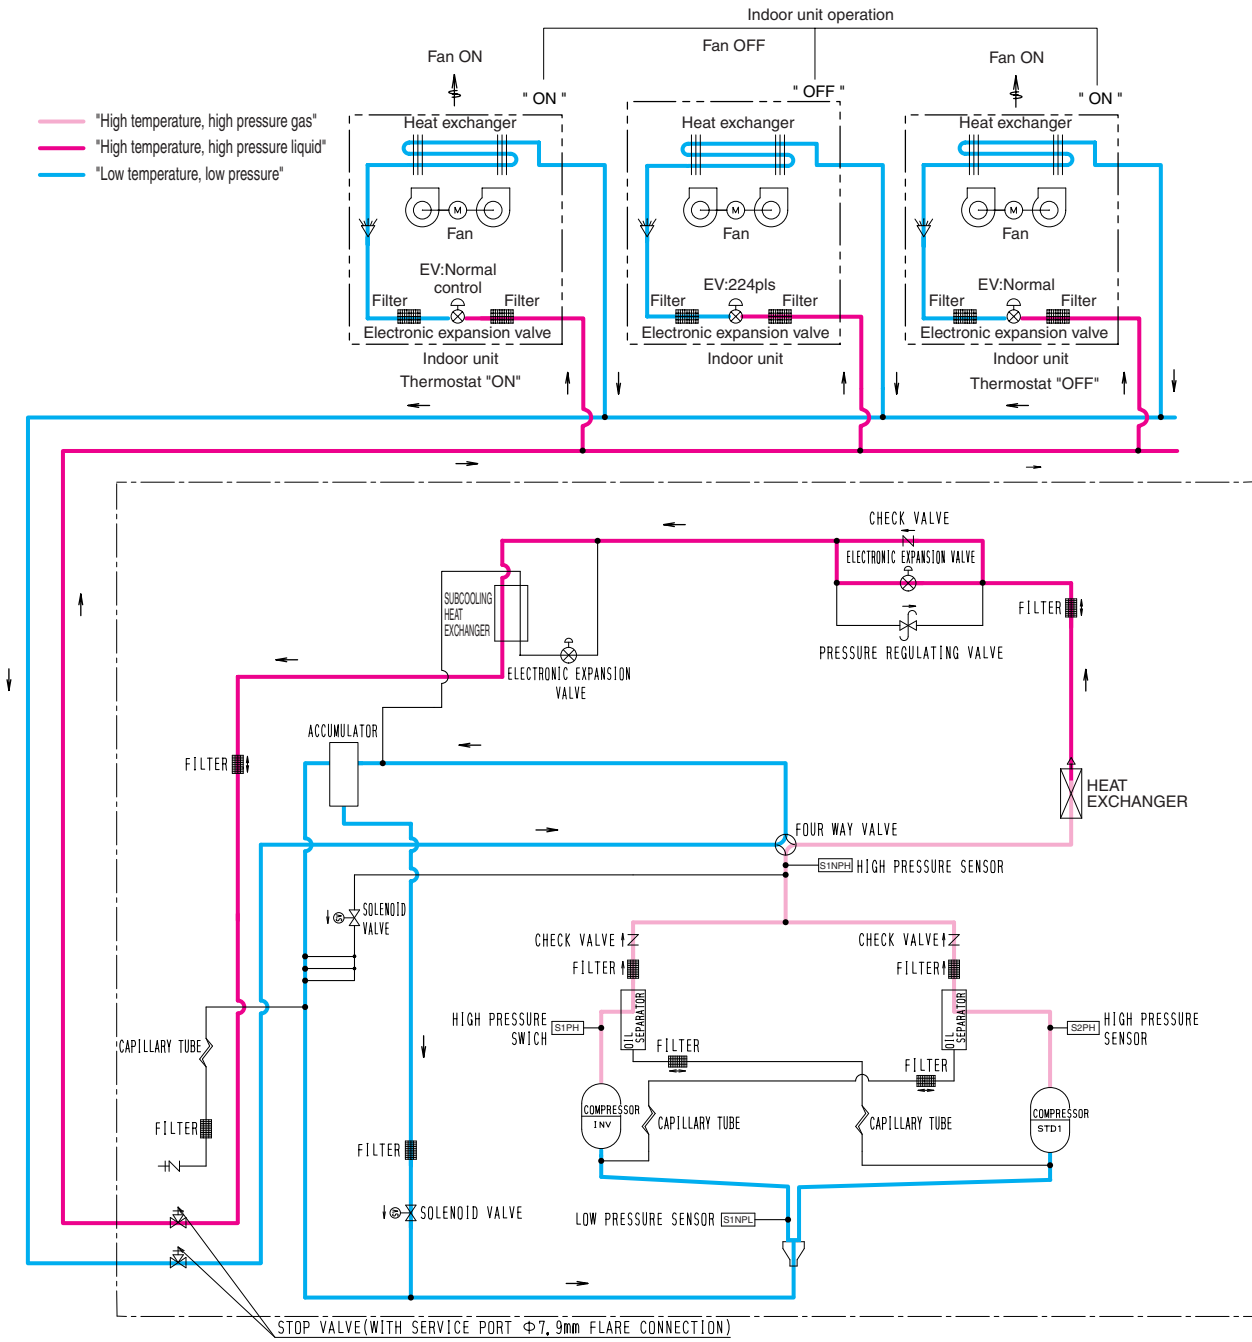 Indoor unit operation
Fan ON
Fan OFF
Fan ON
" ON "
" OFF "
" ON "
"High temperature, high pressure gas"
"High temperature, high pressure liquid"
"Low temperature, low pressure"
Heat exchanger
Heat exchanger
Heat exchanger
M
M
M
Fan
Fan
Fan
EV:Normal
control
EV:224pls
EV:Normal
Filter
Filter
Filter
Filter
Filter
Filter
Electronic expansion valve
Electronic expansion valve
Electronic expansion valve
Indoor unit
Indoor unit
Indoor unit
Thermostat "ON"
Thermostat "OFF"
CHECK VALVE
ELECTRONIC EXPANSION VALVE
SUBCOOLING
HEAT
EXCHANGER
FILTER
PRESSURE REGULATING VALVE
ELECTRONIC EXPANSION
VALVE
ACCUMULATOR
FILTER
HEAT
EXCHANGER
FOUR WAY VALVE
S1NPH
HIGH PRESSURE SENSOR
SOLENOID
VALVE
CHECK VALVE
CHECK VALVE
FILTER
FILTER
OIL
SEPARATOR
OIL
SEPARATOR
HIGH PRESSURE
SWICH
S1PH
S2PH
HIGH PRESSURE
SENSOR
CAPILLARY TUBE
FILTER
FILTER
COMPRESSOR
INV
CAPILLARY TUBE
CAPILLARY TUBE
COMPRESSOR
STD1
FILTER
FILTER
SOLENOID VALVE
LOW PRESSURE SENSOR
S1NPL
STOP VALVE(WITH SERVICE PORT Φ7,9mm FLARE CONNECTION)